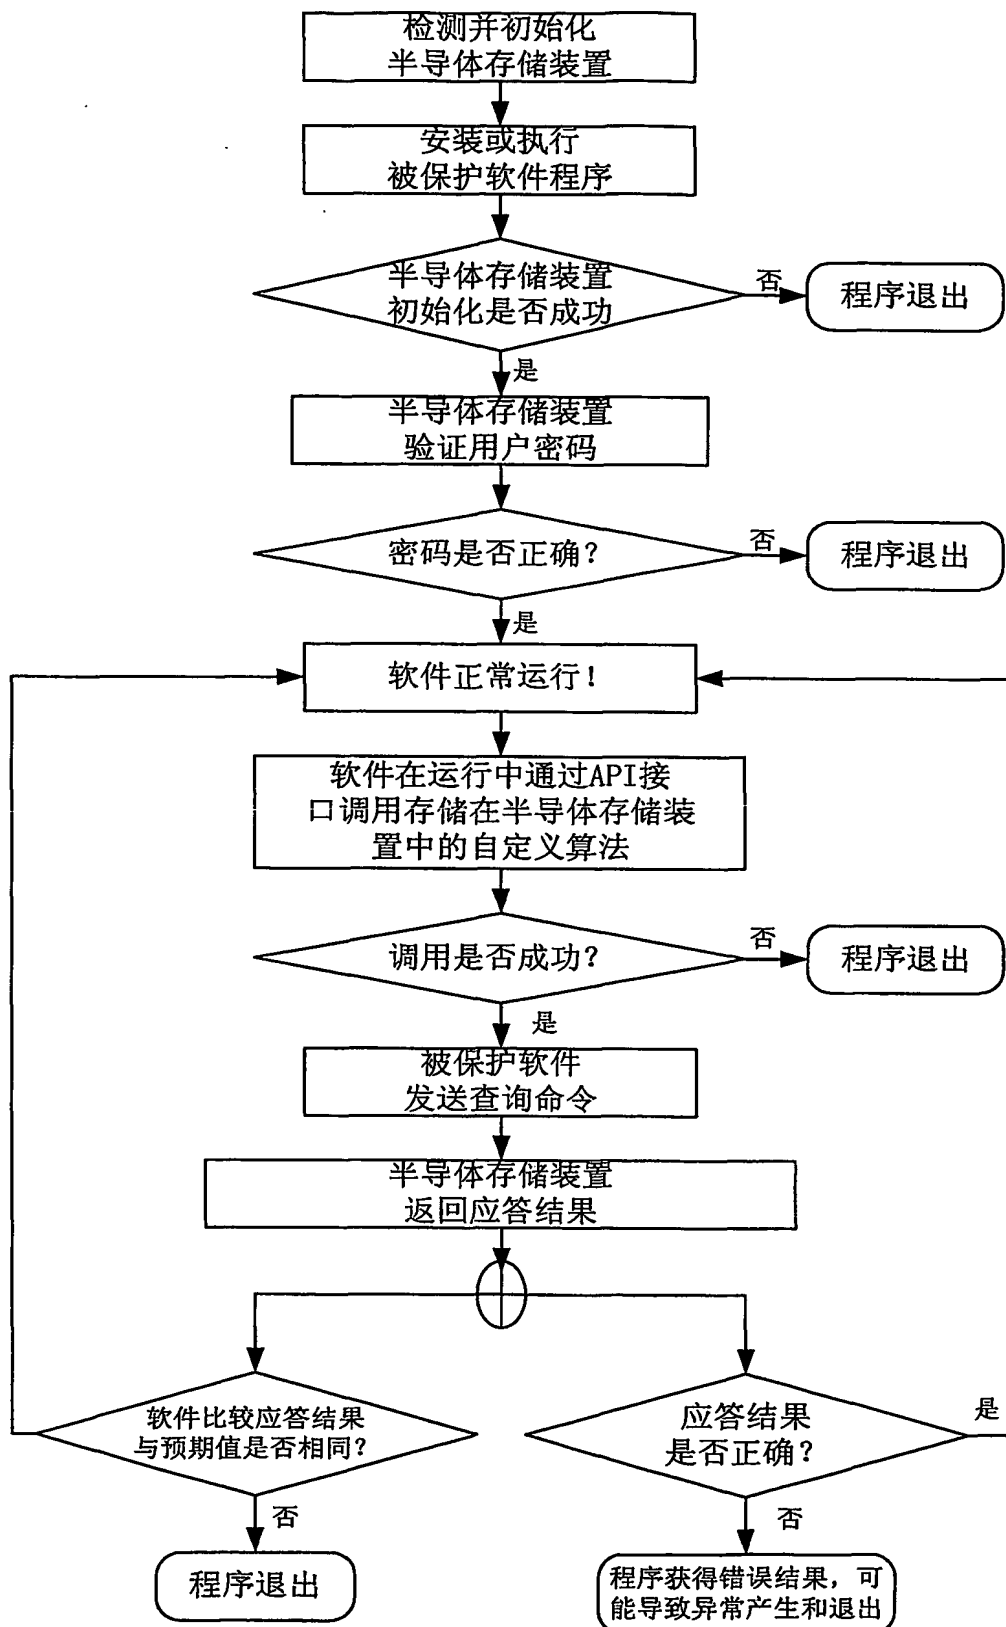 检测并初始化
半导体存储装置
安装或执行
被保护软件程序
半导体存储装置
初始化是否成功
否
程序退出
是
半导体存储装置
验证用户密码
密码是否正确?
否
程序退出
是
软件正常运行!
软件在运行中通过API接
口调用存储在半导体存储装
置中的自定义算法
调用是否成功?
否
程序退出
是
被保护软件
发送查询命令
半导体存储装置
返回应答结果
软件比较应答结果
与预期值是否相同?
否
程序退出
应答结果
是否正确?
是
否
程序获得错误结果，可
能导致异常产生和退出